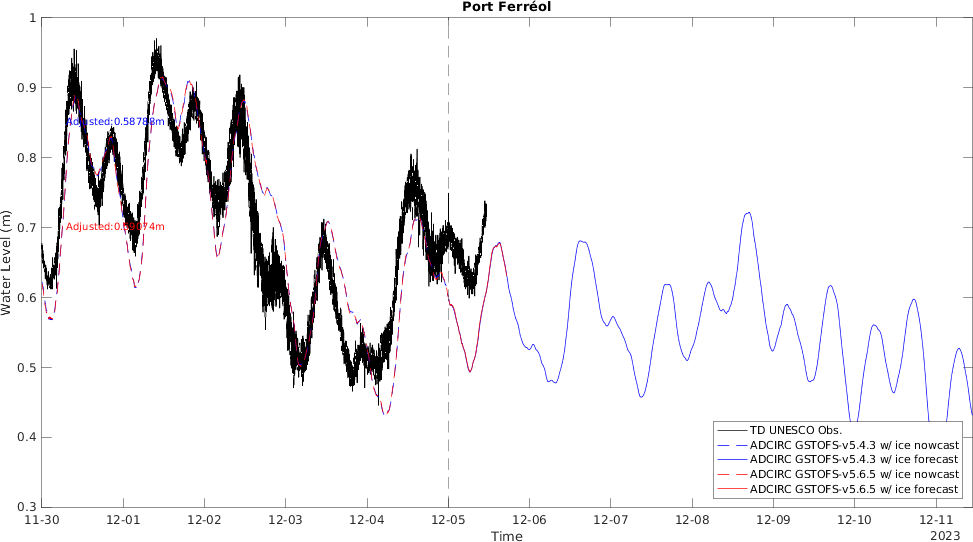 Port Ferréol
1
0.9
0.8
0.7
0.6
0.5
0.4
0.3
Water Level (m)
Adjusted:0.58788m
11-30
12-01
12-02
12-03
12-04
12-05
12-06
12-07
12-08
12-09
12-10
12-11
2023
Time
TD UNESCO Obs.
ADCIRC GSTOFS-v5.4.3 w/ ice nowcast
ADCIRC GSTOFS-v5.4.3 w/ ice forecast
ADCIRC GSTOFS-v5.6.5 w/ ice nowcast
ADCIRC GSTOFS-v5.6.5 w/ ice forecast